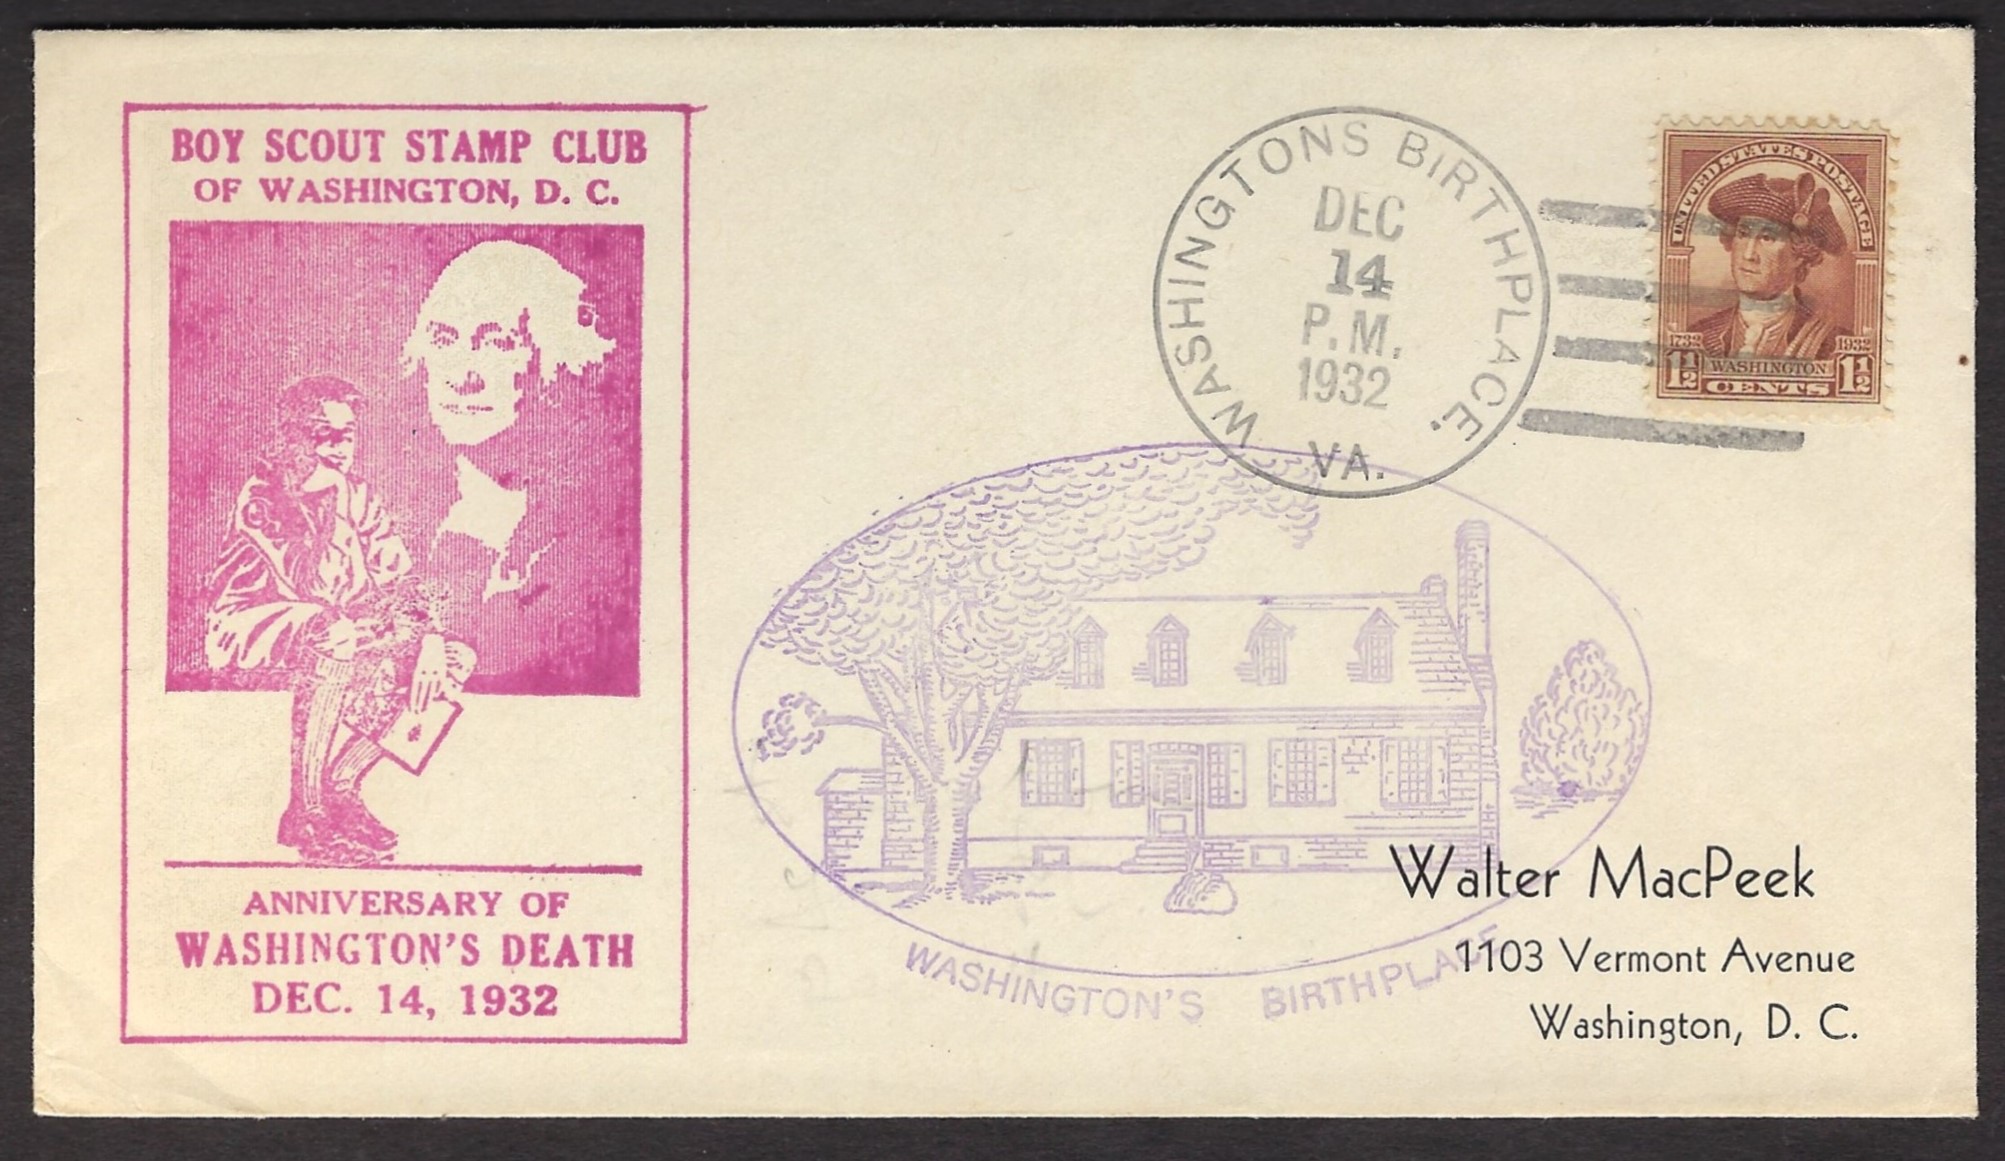 BOY SCOUT STAMP CLUB
OF WASHINGTON, D. C.
ANNIVERSARY OF
WASHINGTON'S DEATH
DEC. 14, 1932
WASHINGTONS BIRTHPLACE.
DEC
14
P.M.
1932
VA.
UNITED STATES POSTAGE
1732 1932
1½ WASHINGTON 1½
CENTS
WASHINGTON'S BIRTHPLACE
Walter MacPeek
1103 Vermont Avenue
Washington, D. C.